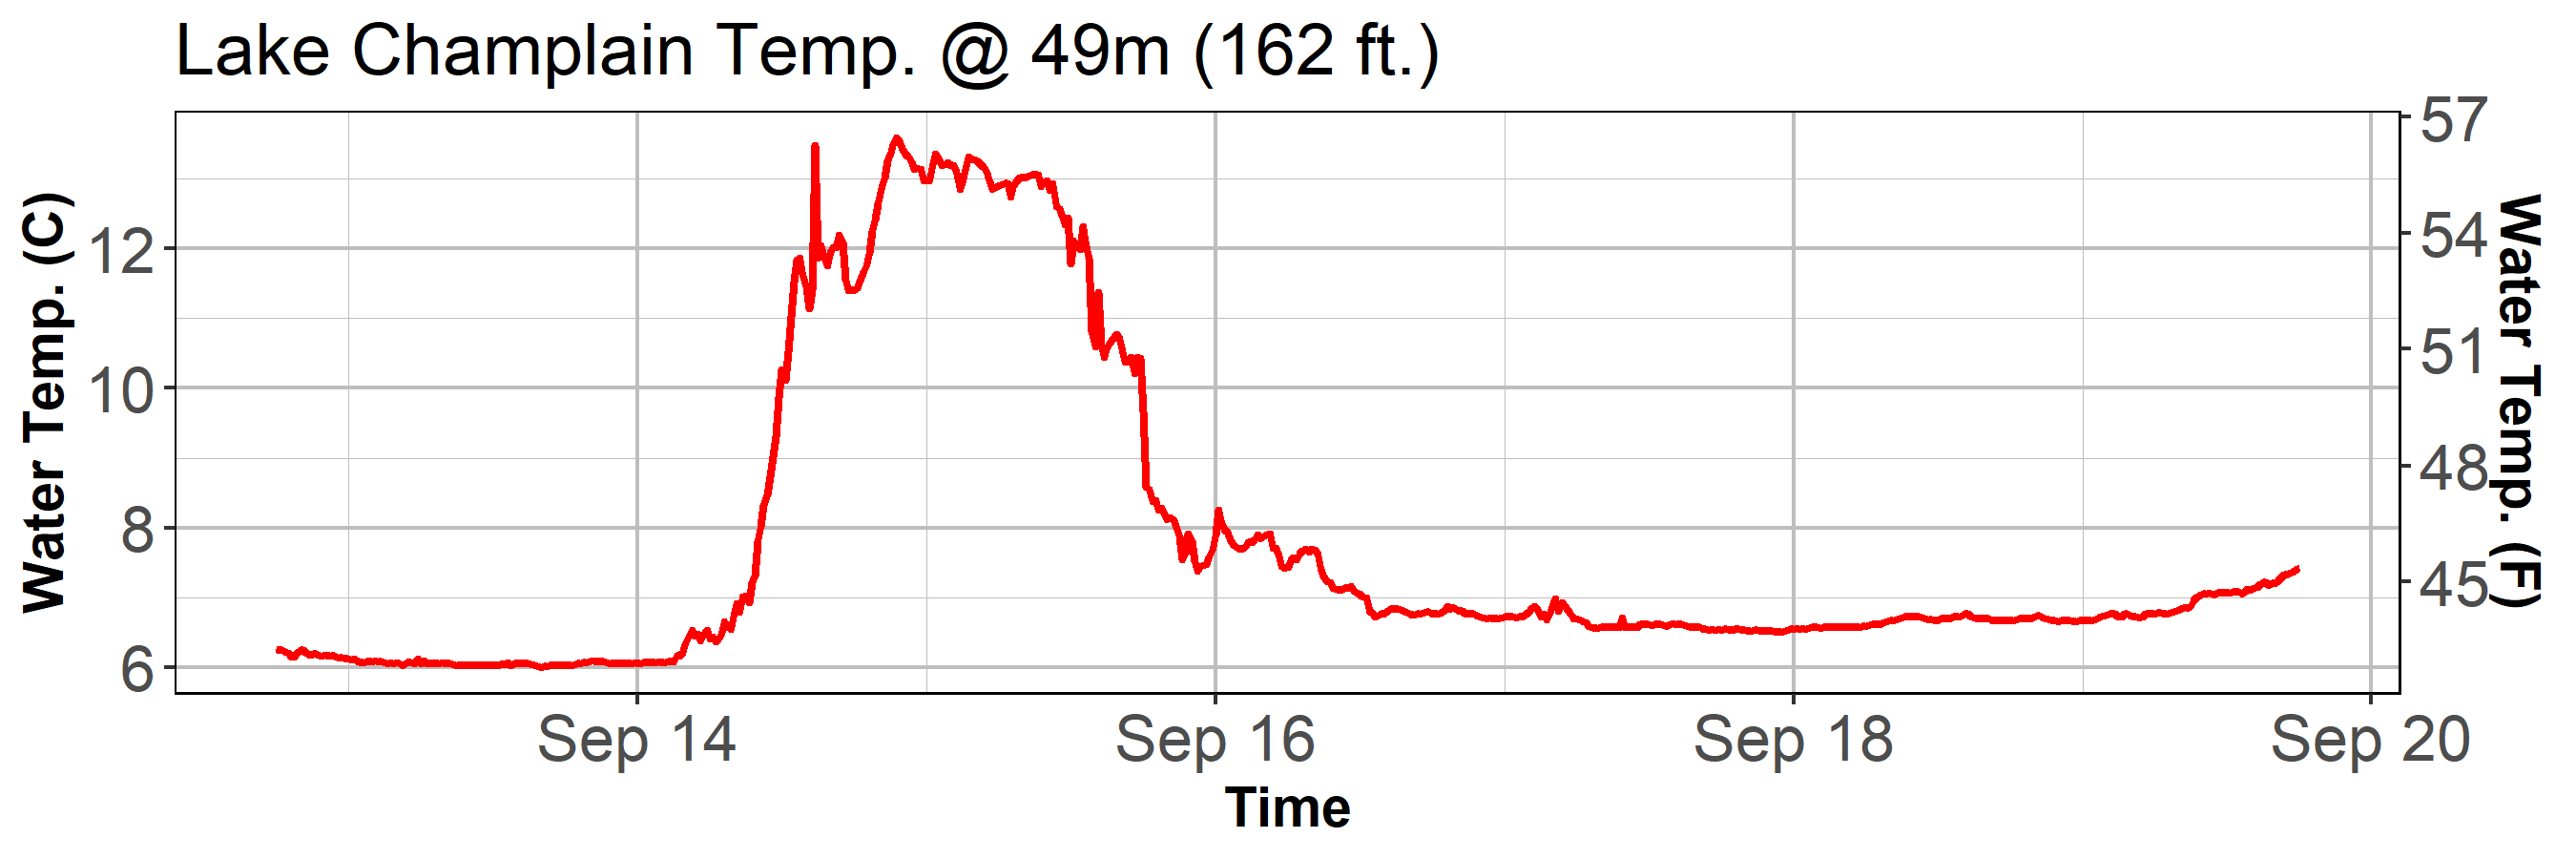 Lake Champlain Temp. @ 49m (162 ft.)
Water Temp. (C)
12
10
8
6
57
54
51
48
45
Water Temp. (F)
Sep 14 Sep 16 Sep 18 Sep 20
Time